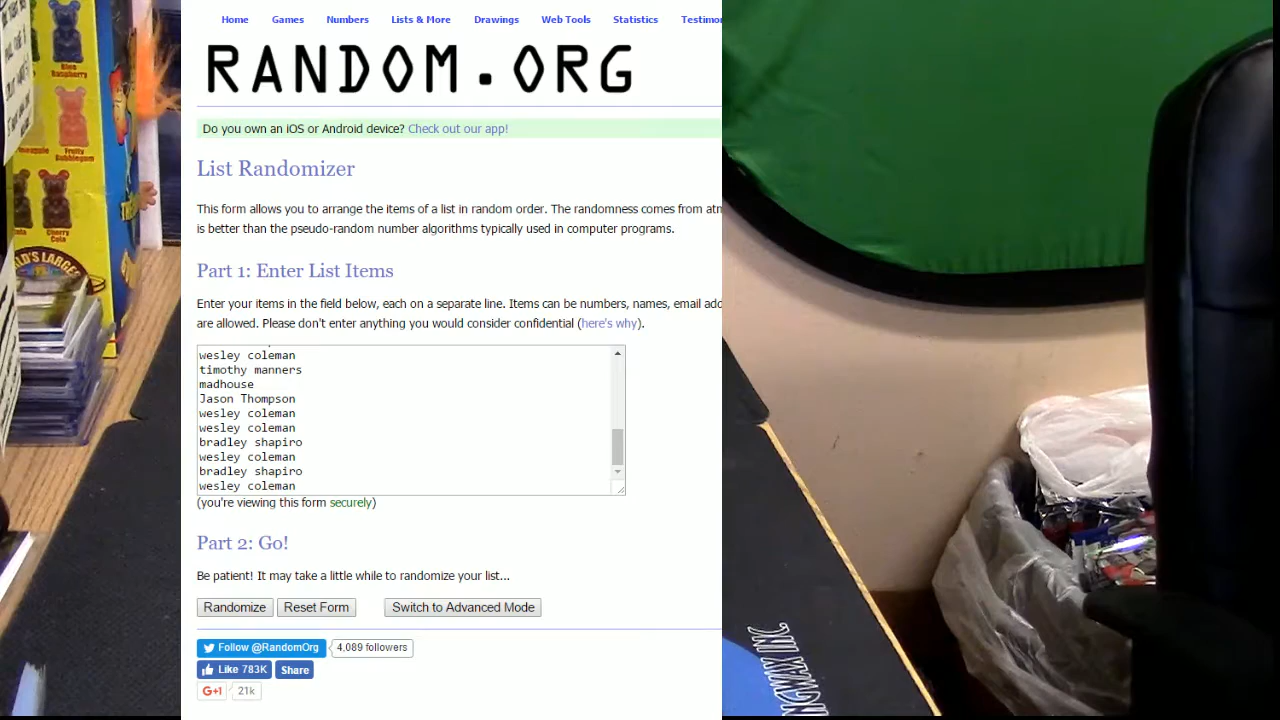 Home Games Numbers Lists & More Drawings Web Tools Statistics
RANDOM.ORG
Do you own an iOS or Android device? Check out our app!
List Randomizer
This form allows you to arrange the items of a list in random order. The randomness comes from
is better than the pseudo-random number algorithms typically used in computer programs.
Part 1: Enter List Items
Enter your items in the field below, each on a separate line. Items can be numbers, names, email
are allowed. Please don't enter anything you would consider confidential (here's why).
wesley coleman
timothy manners
madhouse
Jason Thompson
wesley coleman
wesley coleman
bradley shapiro
wesley coleman
bradley shapiro
wesley coleman
(you're viewing this form securely)
Part 2: Go!
Be patient! It may take a little while to randomize your list...
Randomize Reset Form Switch to Advanced Mode
Follow @RandomOrg 4,089 followers
Like 783K Share
G+1 21k
Blue
Raspberry
Fruity
Bubblegum
Cherry
Cola
INC